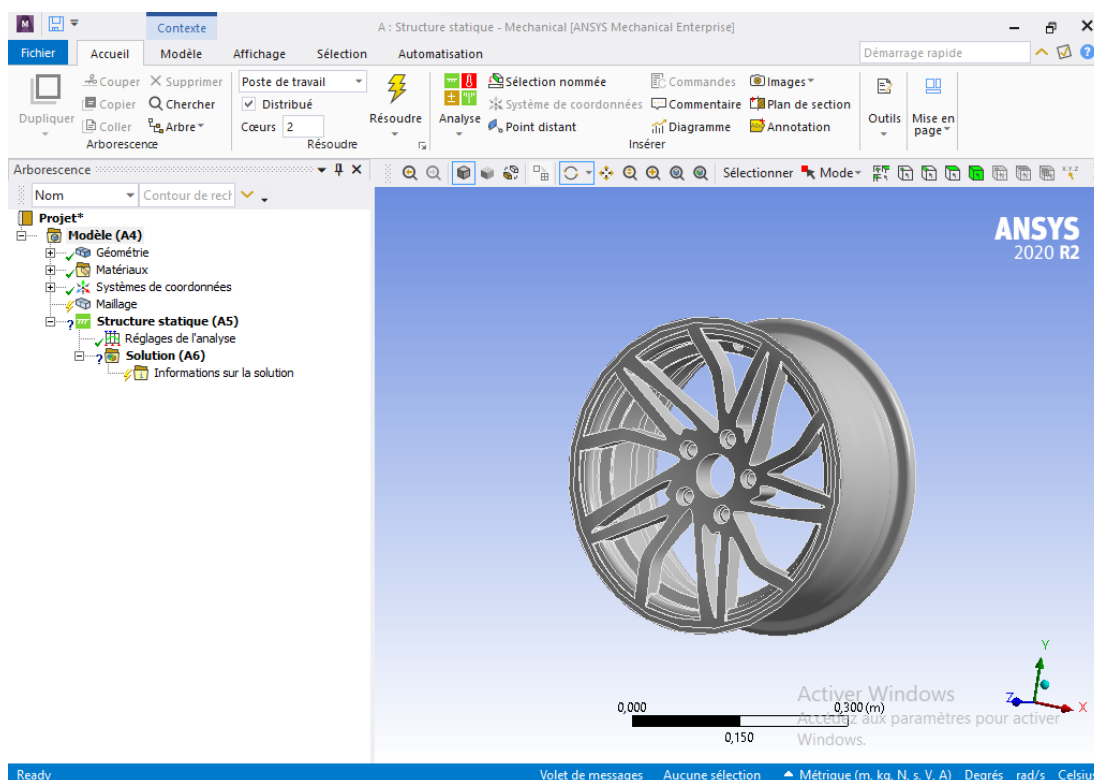 M Contexte A : Structure statique - Mechanical [ANSYS Mechanical Enterprise]
Fichier Accueil Modèle Affichage Sélection Automatisation Démarrage rapide
Couper Supprimer Poste de travail Sélection nommée Commandes Images
Copier Chercher Distribué Système de coordonnées Commentaire Plan de section
Dupliquer Coller Arbre Cœurs 2 Résoudre Analyse Point distant Diagramme Annotation Outils Mise en page
Arborescence Résoudre Insérer
Arborescence Sélectionner Mode
Nom Contour de rect
Projet*
Modèle (A4)
Géométrie
Matériaux
Systèmes de coordonnées
Maillage
Structure statique (A5)
Réglages de l'analyse
Solution (A6)
Informations sur la solution
ANSYS
2020 R2
Y
Z X
0,000 0,300 (m)
0,150
Activer Windows
Accédez aux paramètres pour activer
Windows.
Ready Volet de messages Aucune sélection Métrique (m, kg, N, s, V, A) Degrés rad/s Celsius